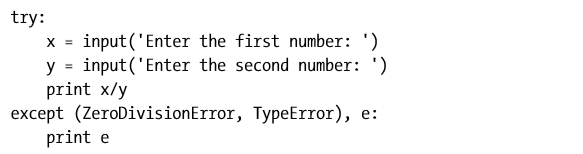 try:
    x = input('Enter the first number: ')
    y = input('Enter the second number: ')
    print x/y
except (ZeroDivisionError, TypeError), e:
    print e